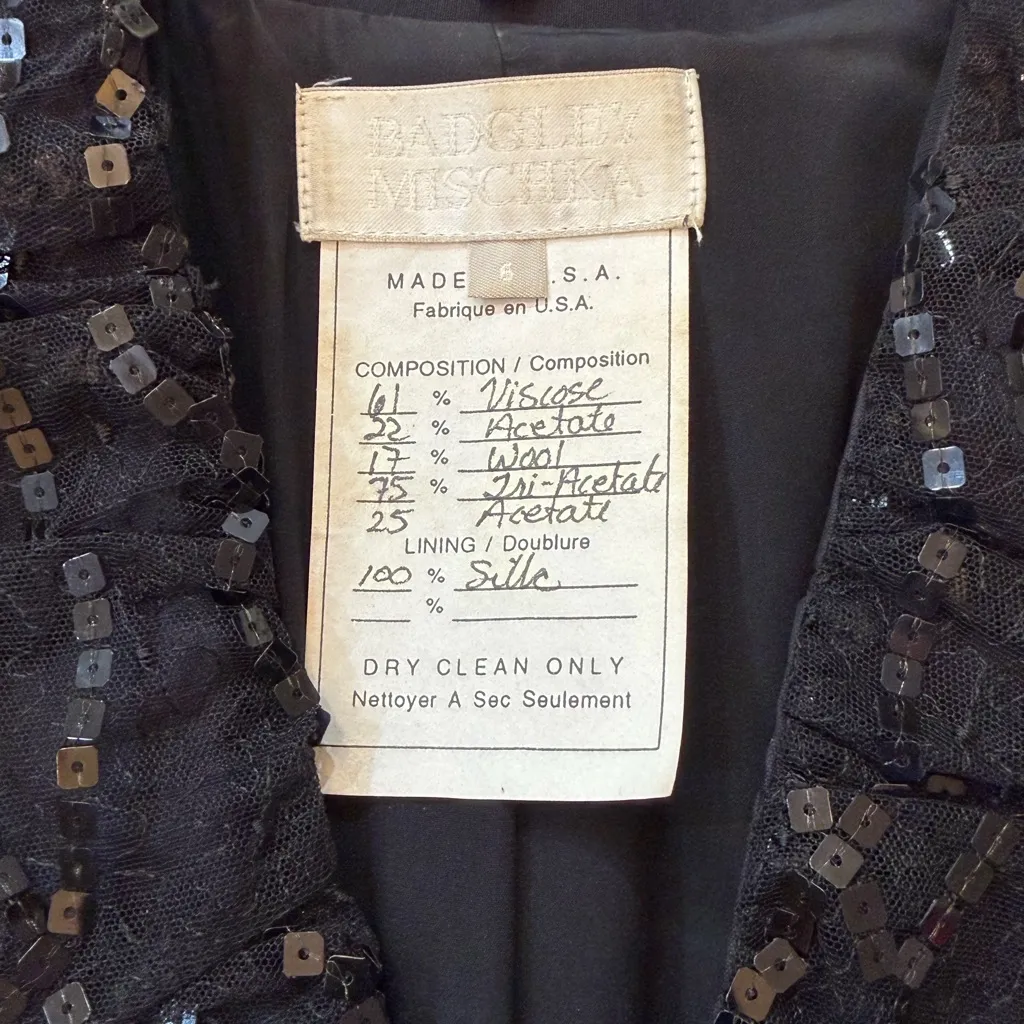 BADGLEY
MISCHKA
6
MADE .S.A.
Fabrique en U.S.A.
COMPOSITION / Composition
61 % Viscose
22 % Acetate
17 % Wool
75 % Tri-Acetate
25 Acetate
LINING / Doublure
100 % Silk
%
DRY CLEAN ONLY
Nettoyer A Sec Seulement